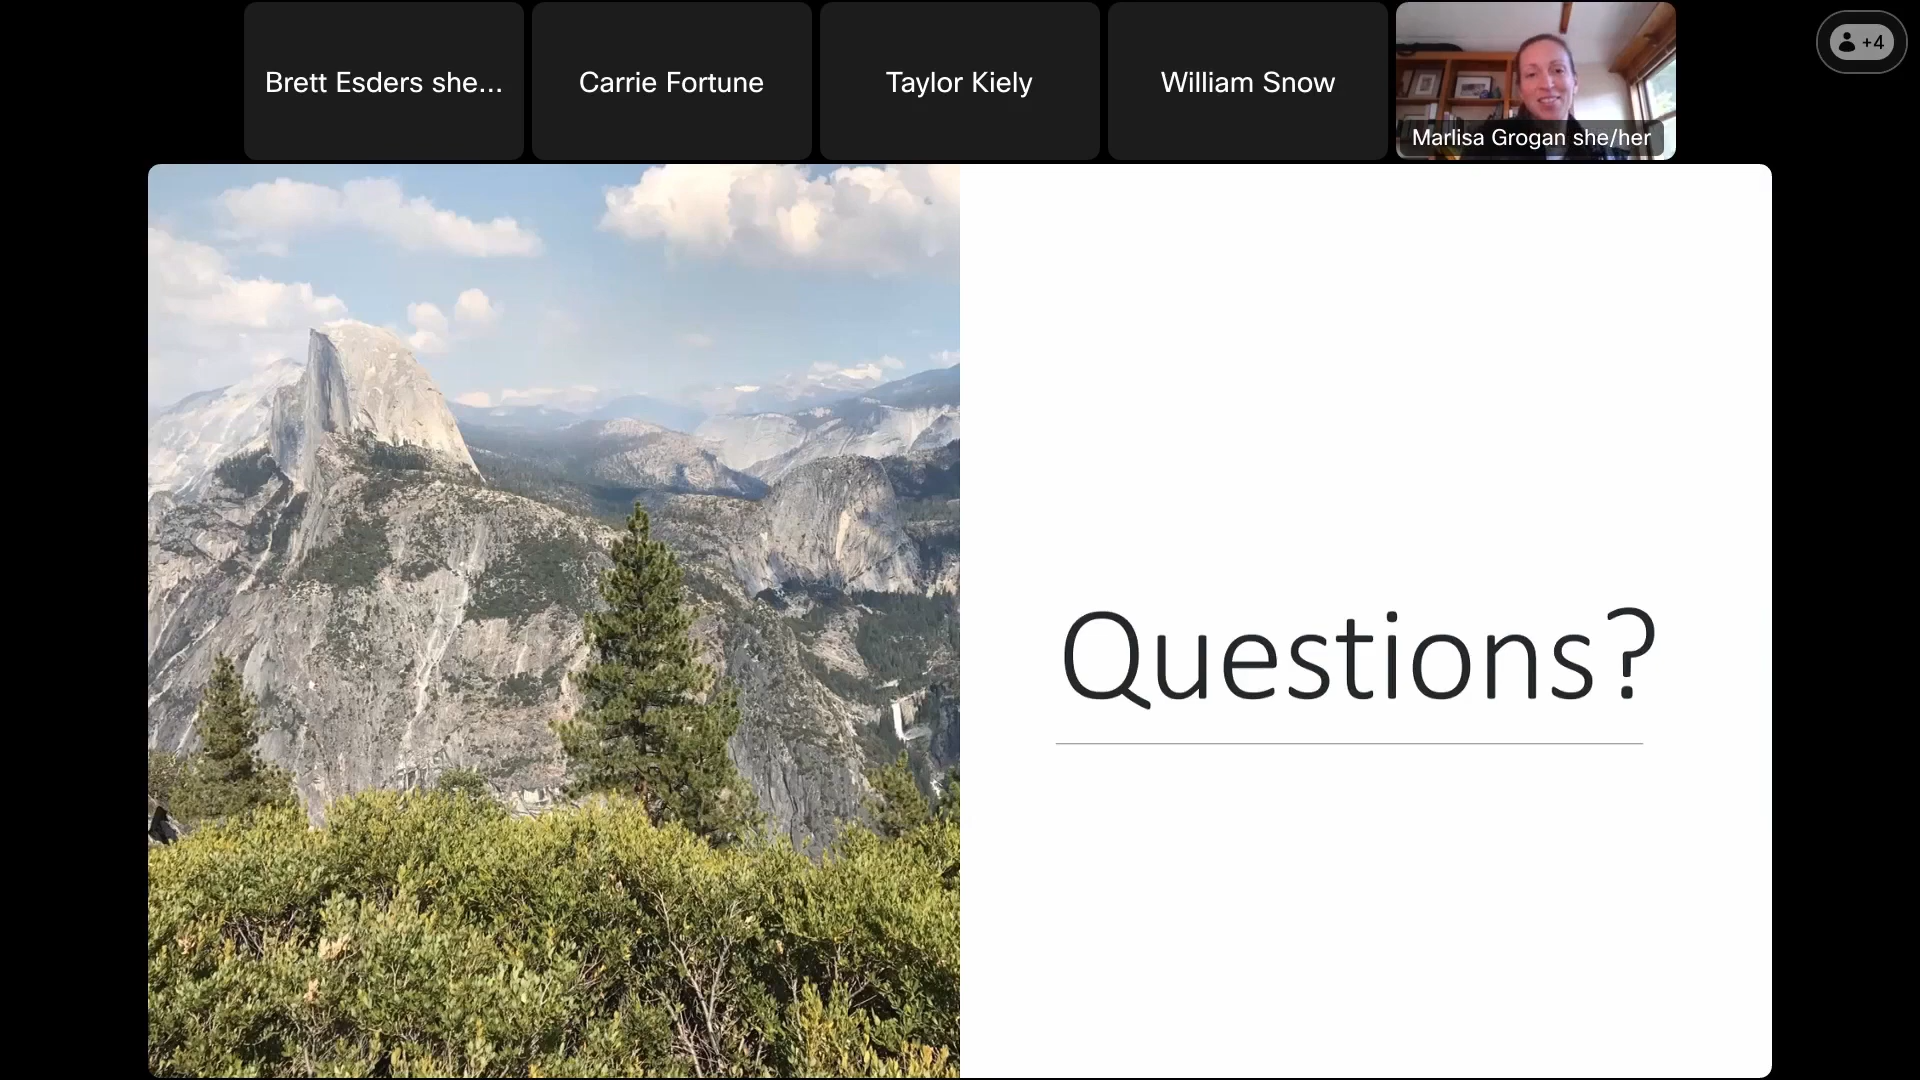 Brett Esders she...
Carrie Fortune
Taylor Kiely
William Snow
Marlisa Grogan she/her
+4
Questions?